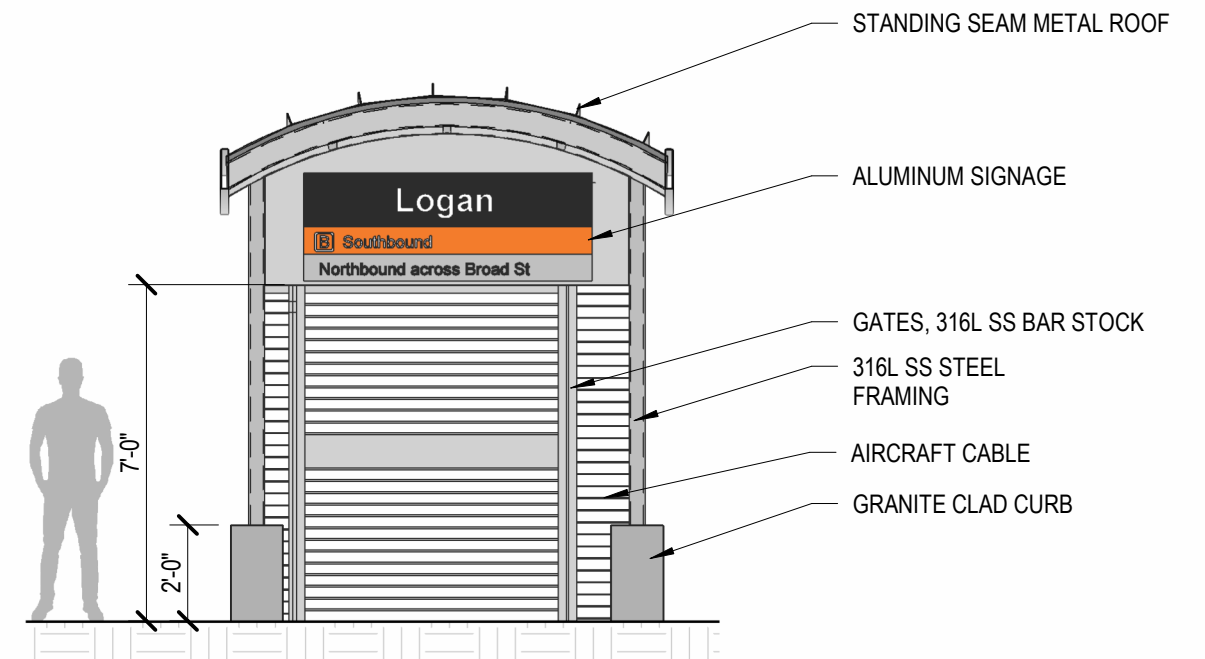 STANDING SEAM METAL ROOF
ALUMINUM SIGNAGE
Logan
B Southbound
Northbound across Broad St
GATES, 316L SS BAR STOCK
316L SS STEEL
FRAMING
AIRCRAFT CABLE
GRANITE CLAD CURB
7'-0"
2'-0"